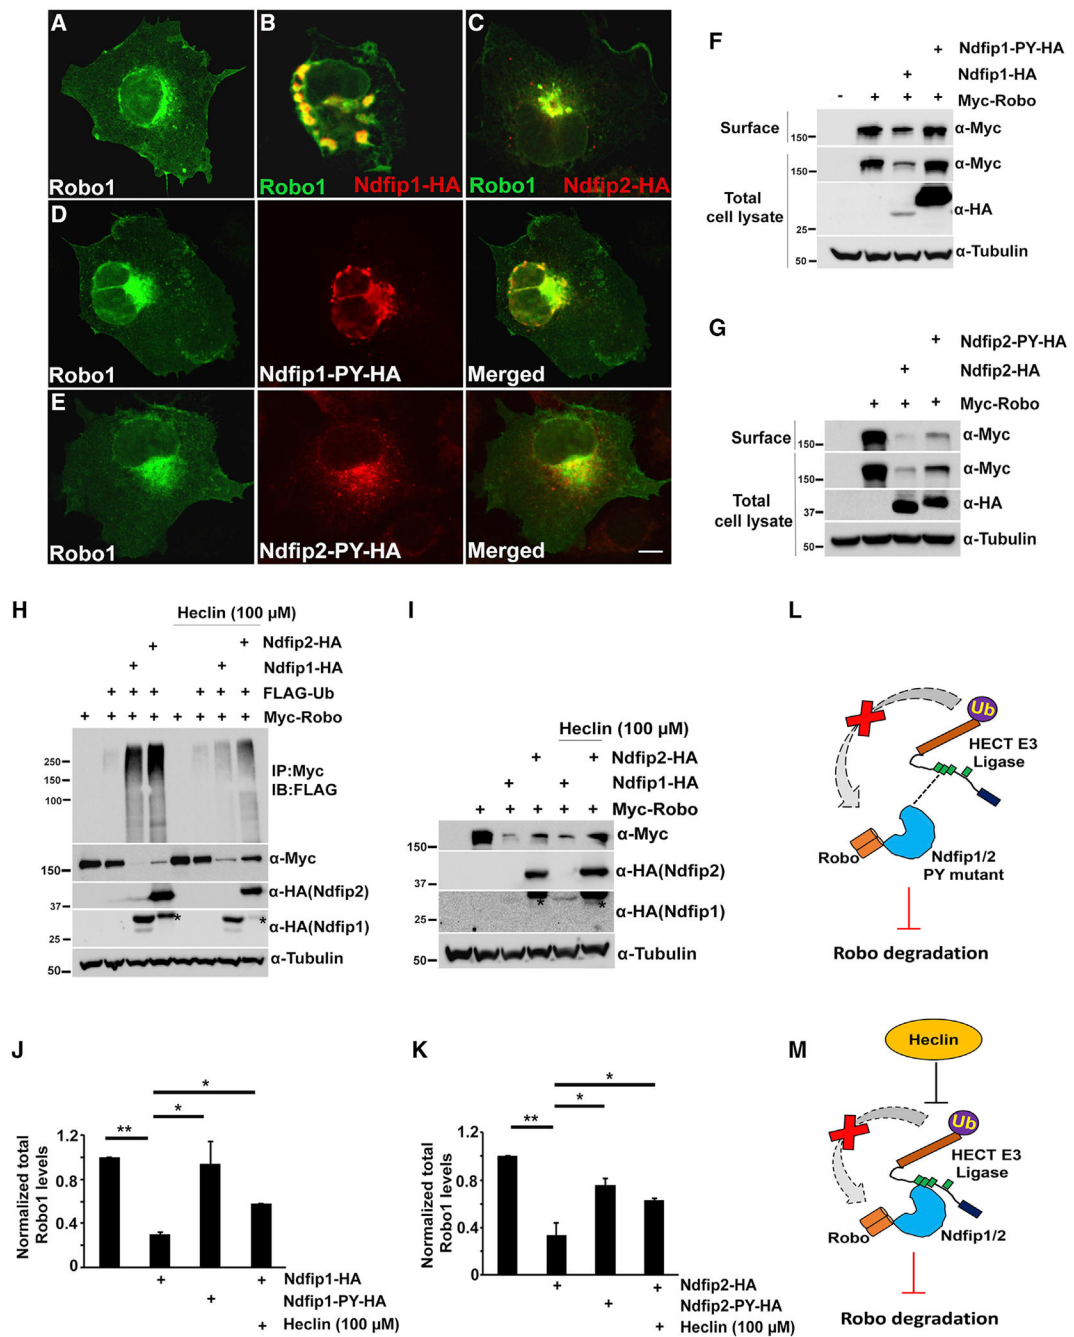 A
B
C
Robo1
Robo1
Ndfip1-HA
Robo1
Ndfip2-HA
D
Robo1
Ndfip1-PY-HA
Merged
E
Robo1
Ndfip2-PY-HA
Merged
F
+ Ndfip1-PY-HA
+ Ndfip1-HA
- + + + Myc-Robo
Surface
150
α-Myc
150
α-Myc
Total
cell lysate
α-HA
25
50
α-Tubulin
G
+ Ndfip2-PY-HA
+ Ndfip2-HA
+ + + Myc-Robo
Surface
150
α-Myc
150
α-Myc
Total
cell lysate
37
α-HA
50
α-Tubulin
H
Heclin (100 μM)
+ + Ndfip2-HA
+ + Ndfip1-HA
+ + + + + + FLAG-Ub
+ + + + + + + + Myc-Robo
250
150
100
IP:Myc
IB:FLAG
150
α-Myc
37
α-HA(Ndfip2)
* *
25
α-HA(Ndfip1)
50
α-Tubulin
I
Heclin (100 μM)
+ + Ndfip2-HA
+ + Ndfip1-HA
+ + + + + Myc-Robo
150
α-Myc
α-HA(Ndfip2)
37
* *
α-HA(Ndfip1)
25
50
α-Tubulin
L
Ub
HECT E3
Ligase
Robo
Ndfip1/2
PY mutant
Robo degradation
J
*
*
**
Normalized total
Robo1 levels
1.2
0.8
0.4
0
+ + Ndfip1-HA
+ Ndfip1-PY-HA
+ Heclin (100 μM)
K
*
*
**
Normalized total
Robo1 levels
1.2
0.8
0.4
0
+ + Ndfip2-HA
+ Ndfip2-PY-HA
+ Heclin (100 μM)
M
Heclin
Ub
HECT E3
Ligase
Robo
Ndfip1/2
Robo degradation